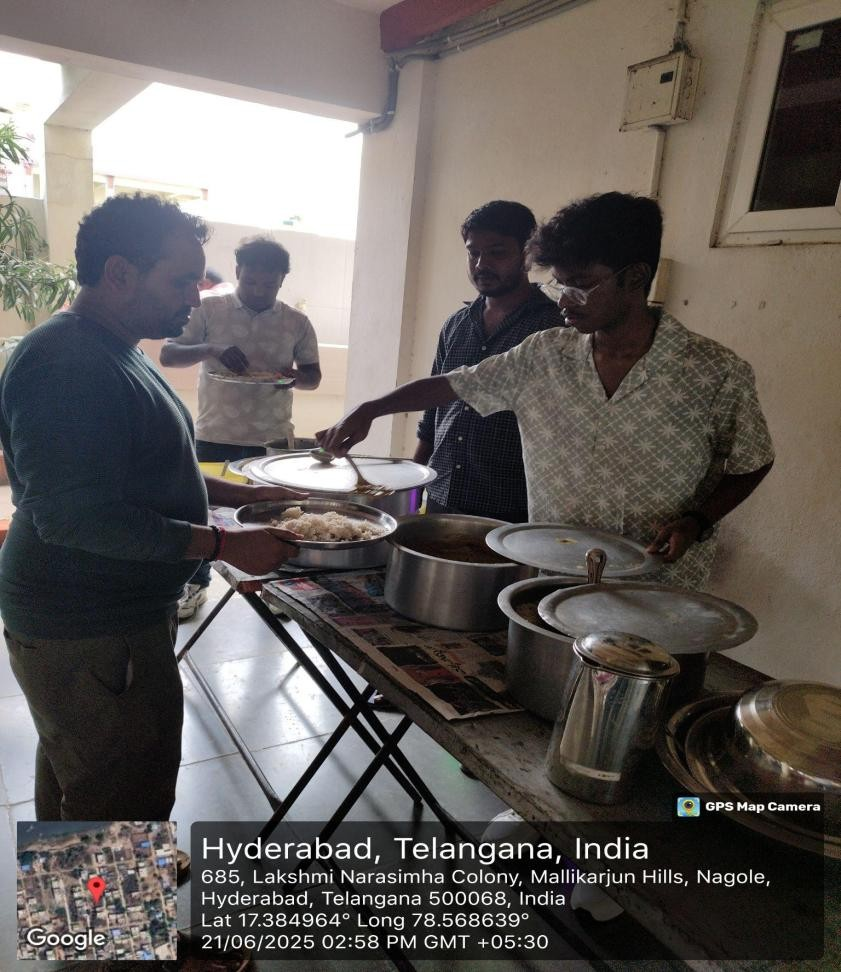 GPS Map Camera
Hyderabad, Telangana, India
685, Lakshmi Narasimha Colony, Mallikarjun Hills, Nagole,
Hyderabad, Telangana 500068, India
Lat 17.384964° Long 78.568639°
21/06/2025 02:58 PM GMT +05:30
Google